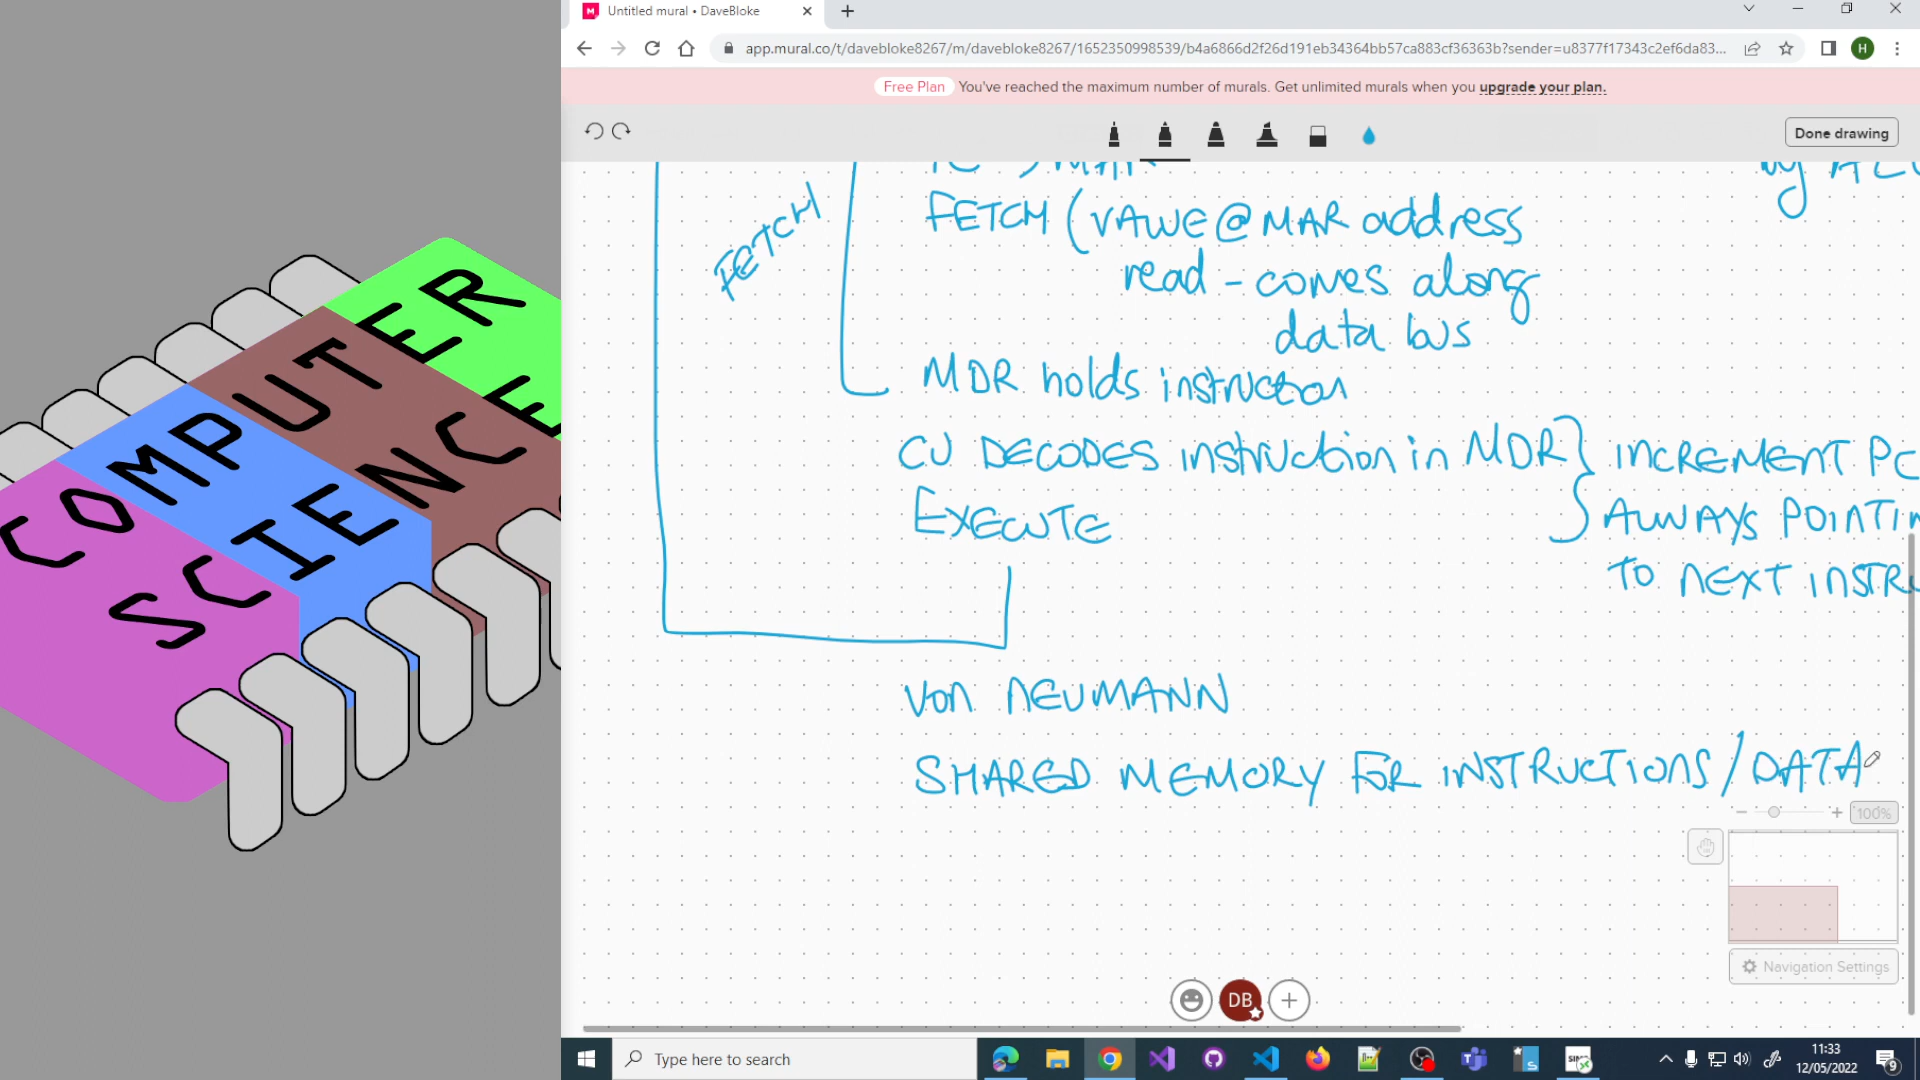 COMPUTER
SCIENCE
Untitled mural • DaveBloke
app.mural.co/t/davebloke8267/m/davebloke8267/1652350998539/b4a6866d2f26d191eb34364bb57ca883cf36363b?sender=u8377f17343c2ef6da83...
H
Free Plan You've reached the maximum number of murals. Get unlimited murals when you upgrade your plan.
Done drawing
by ALU
FETCH
FETCH (VALUE @ MAR address
read - comes along
data bus
MDR holds instruction
CU DECODES instruction in MDR } INCREMENT PC
EXECUTE
ALWAYS POINTIN
TO NEXT INSTR
VON NEUMANN
SHARED MEMORY FOR INSTRUCTIONS / DATA
100%
Navigation Settings
DB
Type here to search
11:33
12/05/2022
9